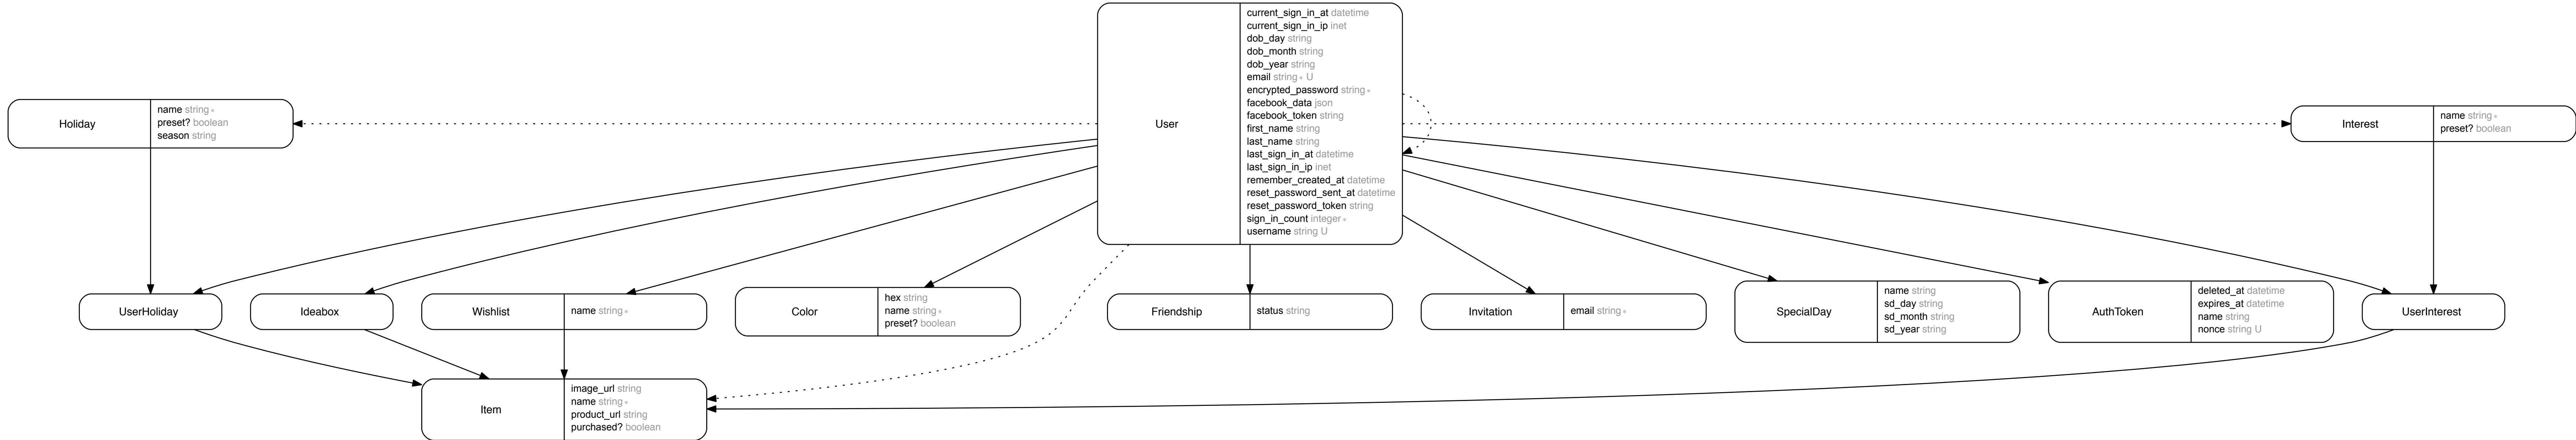 User
current_sign_in_at datetime
current_sign_in_ip inet
dob_day string
dob_month string
dob_year string
email string∗ U
encrypted_password string∗
facebook_data json
facebook_token string
first_name string
last_name string
last_sign_in_at datetime
last_sign_in_ip inet
remember_created_at datetime
reset_password_sent_at datetime
reset_password_token string
sign_in_count integer∗
username string U
Holiday
name string∗
preset? boolean
season string
Interest
name string∗
preset? boolean
UserHoliday
Ideabox
Wishlist
name string∗
Color
hex string
name string∗
preset? boolean
Friendship
status string
Invitation
email string∗
SpecialDay
name string
sd_day string
sd_month string
sd_year string
AuthToken
deleted_at datetime
expires_at datetime
name string
nonce string U
UserInterest
Item
image_url string
name string∗
product_url string
purchased? boolean